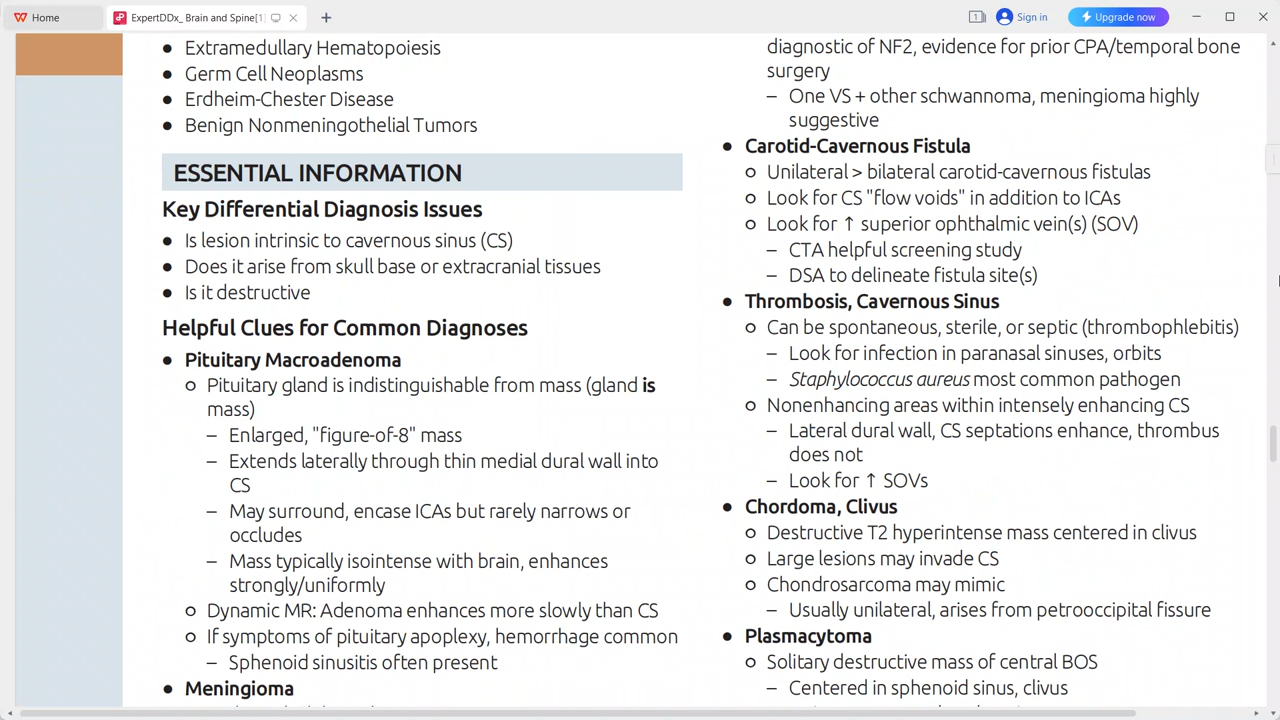 Home
ExpertDDx_ Brain and Spine[1]
1
Sign in
Upgrade now
Extramedullary Hematopoiesis
Germ Cell Neoplasms
Erdheim-Chester Disease
Benign Nonmeningothelial Tumors
ESSENTIAL INFORMATION
Key Differential Diagnosis Issues
● Is lesion intrinsic to cavernous sinus (CS)
● Does it arise from skull base or extracranial tissues
● Is it destructive
Helpful Clues for Common Diagnoses
● Pituitary Macroadenoma
○ Pituitary gland is indistinguishable from mass (gland is
mass)
– Enlarged, "figure-of-8" mass
– Extends laterally through thin medial dural wall into
CS
– May surround, encase ICAs but rarely narrows or
occludes
– Mass typically isointense with brain, enhances
strongly/uniformly
○ Dynamic MR: Adenoma enhances more slowly than CS
○ If symptoms of pituitary apoplexy, hemorrhage common
– Sphenoid sinusitis often present
● Meningioma
diagnostic of NF2, evidence for prior CPA/temporal bone
surgery
– One VS + other schwannoma, meningioma highly
suggestive
● Carotid-Cavernous Fistula
○ Unilateral > bilateral carotid-cavernous fistulas
○ Look for CS "flow voids" in addition to ICAs
○ Look for ↑ superior ophthalmic vein(s) (SOV)
– CTA helpful screening study
– DSA to delineate fistula site(s)
● Thrombosis, Cavernous Sinus
○ Can be spontaneous, sterile, or septic (thrombophlebitis)
– Look for infection in paranasal sinuses, orbits
– Staphylococcus aureus most common pathogen
○ Nonenhancing areas within intensely enhancing CS
– Lateral dural wall, CS septations enhance, thrombus
does not
– Look for ↑ SOVs
● Chordoma, Clivus
○ Destructive T2 hyperintense mass centered in clivus
○ Large lesions may invade CS
○ Chondrosarcoma may mimic
– Usually unilateral, arises from petrooccipital fissure
● Plasmacytoma
○ Solitary destructive mass of central BOS
– Centered in sphenoid sinus, clivus